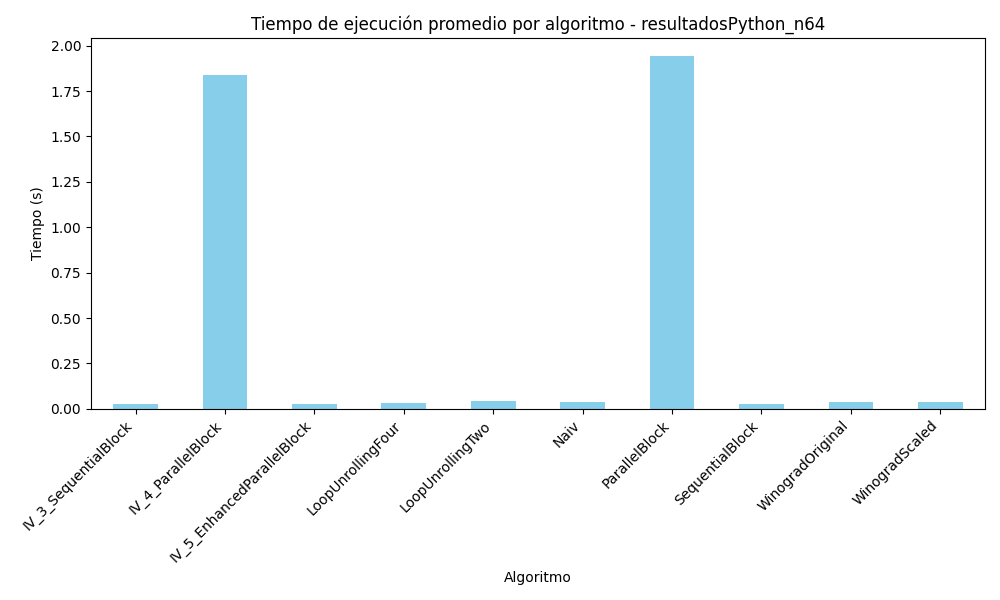 Tiempo de ejecución promedio por algoritmo - resultadosPython_n64
2.00
1.75
1.50
1.25
1.00
0.75
0.50
0.25
0.00
Tiempo (s)
IV_3_SequentialBlock
IV_4_ParallelBlock
IV_5_EnhancedParallelBlock
LoopUnrollingFour
LoopUnrollingTwo
Naiv
ParallelBlock
SequentialBlock
WinogradOriginal
WinogradScaled
Algoritmo